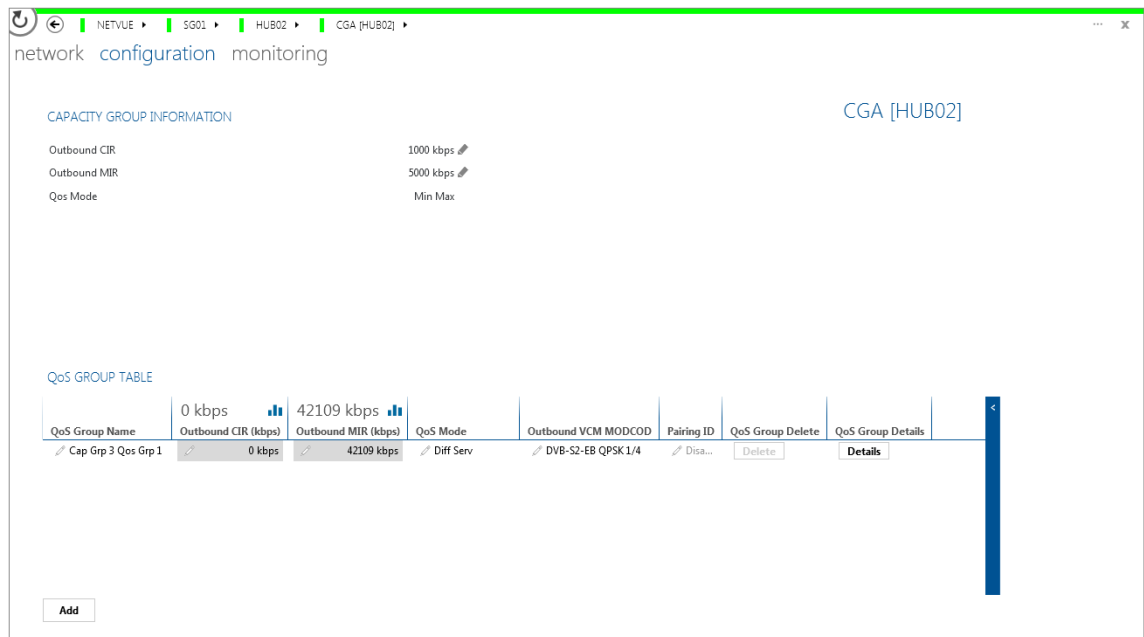 NETVUE SG01 HUB02 CGA [HUB02] ... X
network configuration monitoring
CGA [HUB02]
CAPACITY GROUP INFORMATION
Outbound CIR 1000 kbps
Outbound MIR 5000 kbps
Qos Mode Min Max
QoS GROUP TABLE
0 kbps 42109 kbps <
QoS Group Name Outbound CIR (kbps) Outbound MIR (kbps) QoS Mode Outbound VCM MODCOD Pairing ID QoS Group Delete QoS Group Details
Cap Grp 3 Qos Grp 1 0 kbps 42109 kbps Diff Serv DVB-S2-EB QPSK 1/4 Disa... Delete Details
Add